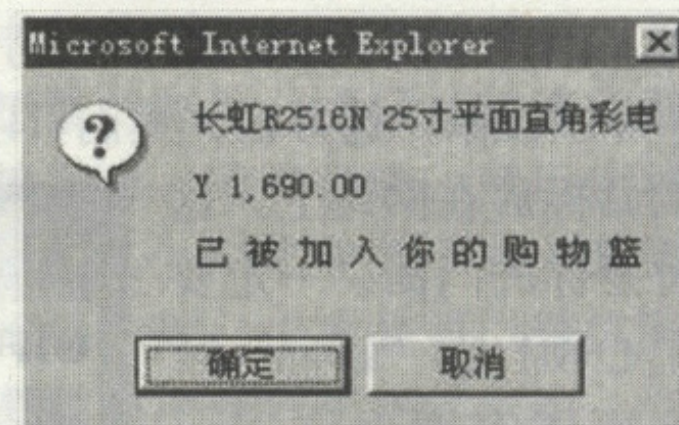 Microsoft Internet Explorer
?
长虹R2516N 25寸平面直角彩电
Y 1,690.00
已 被 加 入 你 的 购 物 篮
确定
取消